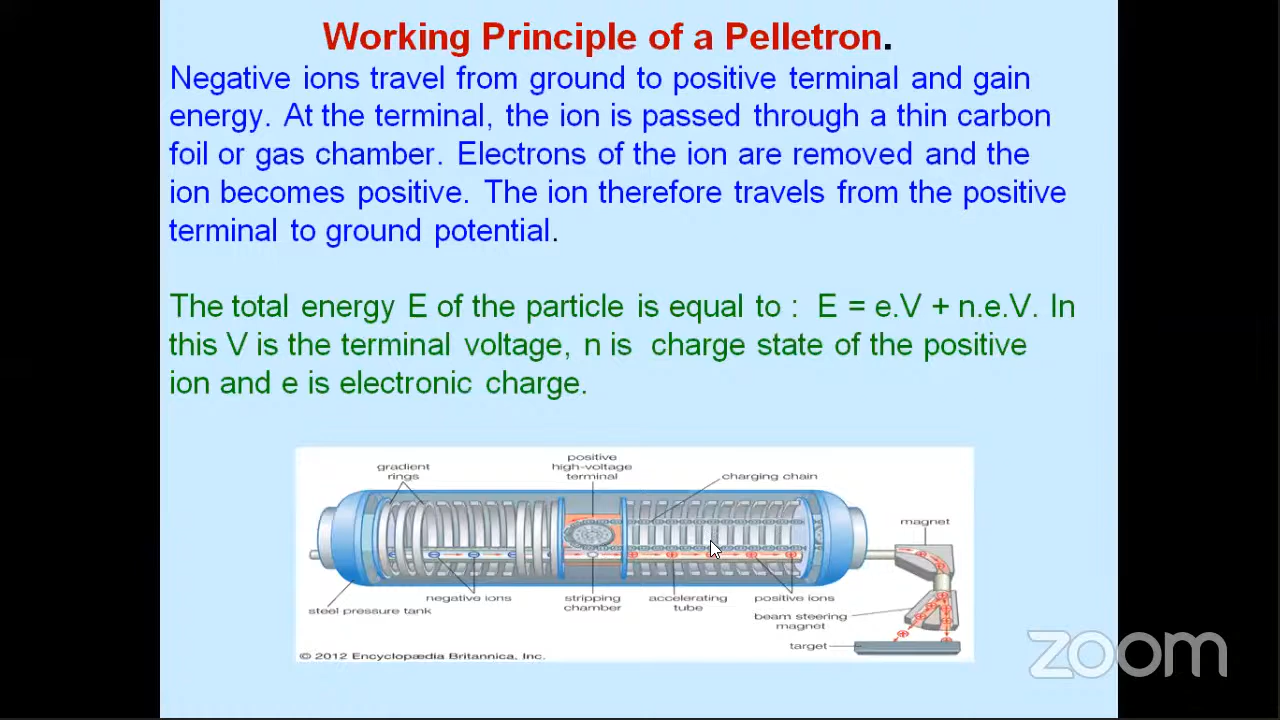 Working Principle of a Pelletron.
Negative ions travel from ground to positive terminal and gain
energy. At the terminal, the ion is passed through a thin carbon
foil or gas chamber. Electrons of the ion are removed and the
ion becomes positive. The ion therefore travels from the positive
terminal to ground potential.
The total energy E of the particle is equal to : E = e.V + n.e.V. In
this V is the terminal voltage, n is charge state of the positive
ion and e is electronic charge.
gradient
rings
positive
high-voltage
terminal
charging chain
magnet
negative ions
stripping
chamber
accelerating
tube
positive ions
steel pressure tank
beam steering
magnet
target
© 2012 Encyclopædia Britannica, Inc.
zoom